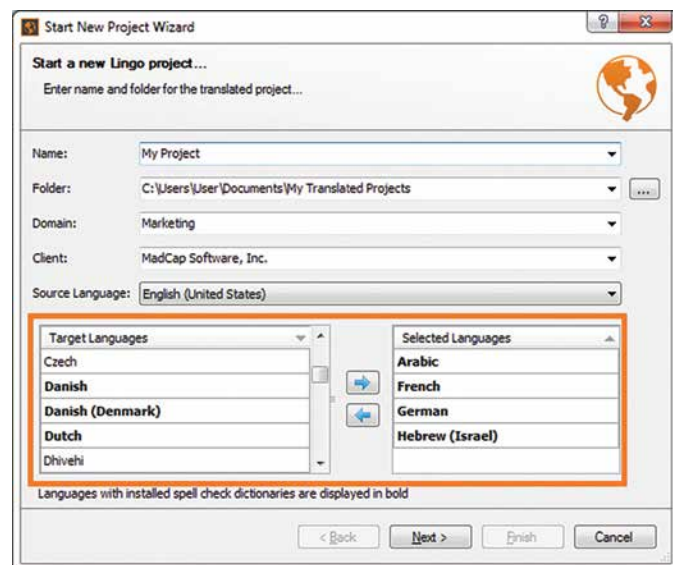 Start New Project Wizard
Start a new Lingo project...
Enter name and folder for the translated project...
Name: My Project
Folder: C:\Users\User\Documents\My Translated Projects ...
Domain: Marketing
Client: MadCap Software, Inc.
Source Language: English (United States)
Target Languages Selected Languages
Czech Arabic
Danish French
Danish (Denmark) German
Dutch Hebrew (Israel)
Dhivehi
Languages with installed spell check dictionaries are displayed in bold
< Back Next > Finish Cancel